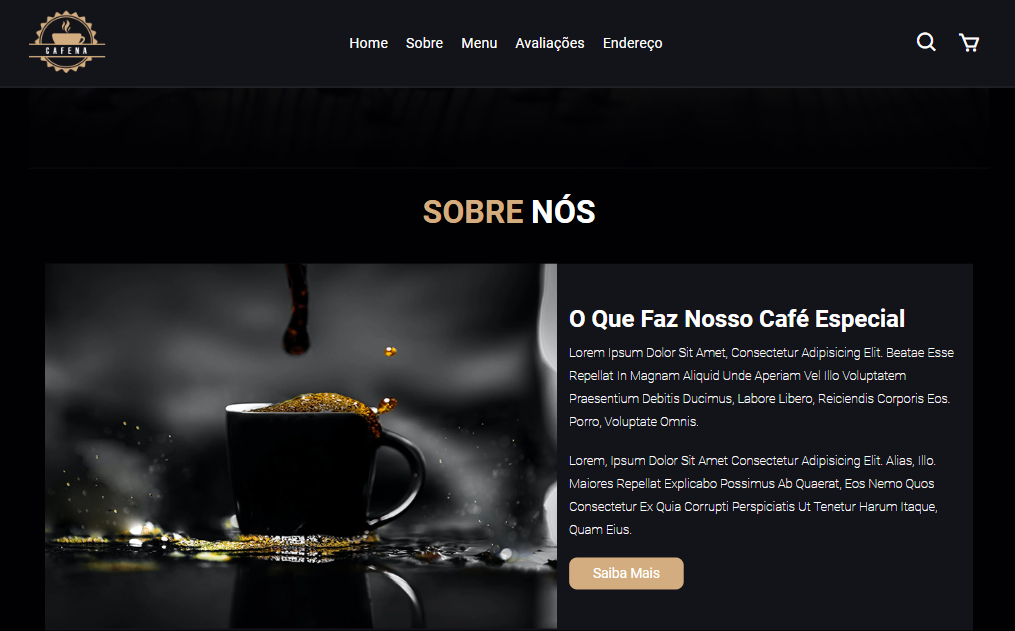 CAFENA
Home Sobre Menu Avaliações Endereço
SOBRE NÓS
O Que Faz Nosso Café Especial
Lorem Ipsum Dolor Sit Amet, Consectetur Adipisicing Elit. Beatae Esse
Repellat In Magnam Aliquid Unde Aperiam Vel Illo Voluptatem
Praesentium Debitis Ducimus, Labore Libero, Reiciendis Corporis Eos.
Porro, Voluptate Omnis.
Lorem, Ipsum Dolor Sit Amet Consectetur Adipisicing Elit. Alias, Illo.
Maiores Repellat Explicabo Possimus Ab Quaerat, Eos Nemo Quos
Consectetur Ex Quia Corrupti Perspiciatis Ut Tenetur Harum Itaque,
Quam Eius.
Saiba Mais